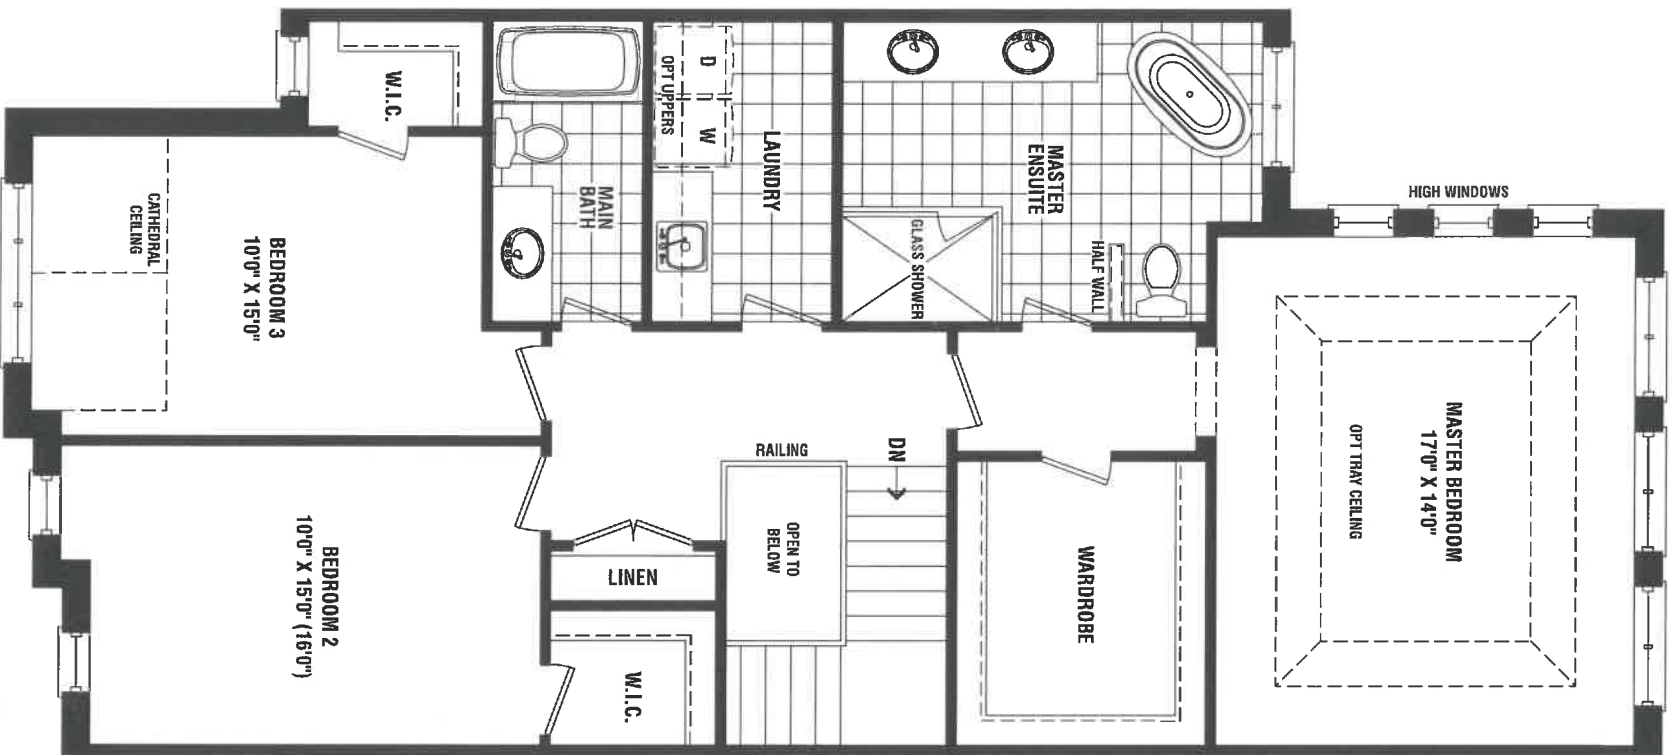 W.I.C.
D
W
OPT UPPERS
LAUNDRY
MASTER
ENSUITE
HIGH WINDOWS
CATHEDRAL
CEILING
BEDROOM 3
10'0" X 15'0"
MAIN
BATH
GLASS SHOWER
HALF WALL
RAILING
DN
MASTER BEDROOM
17'0" X 14'0"
OPT TRAY CEILING
OPEN TO
BELOW
LINEN
WARDROBE
BEDROOM 2
10'0" X 15'0" (16'0")
W.I.C.